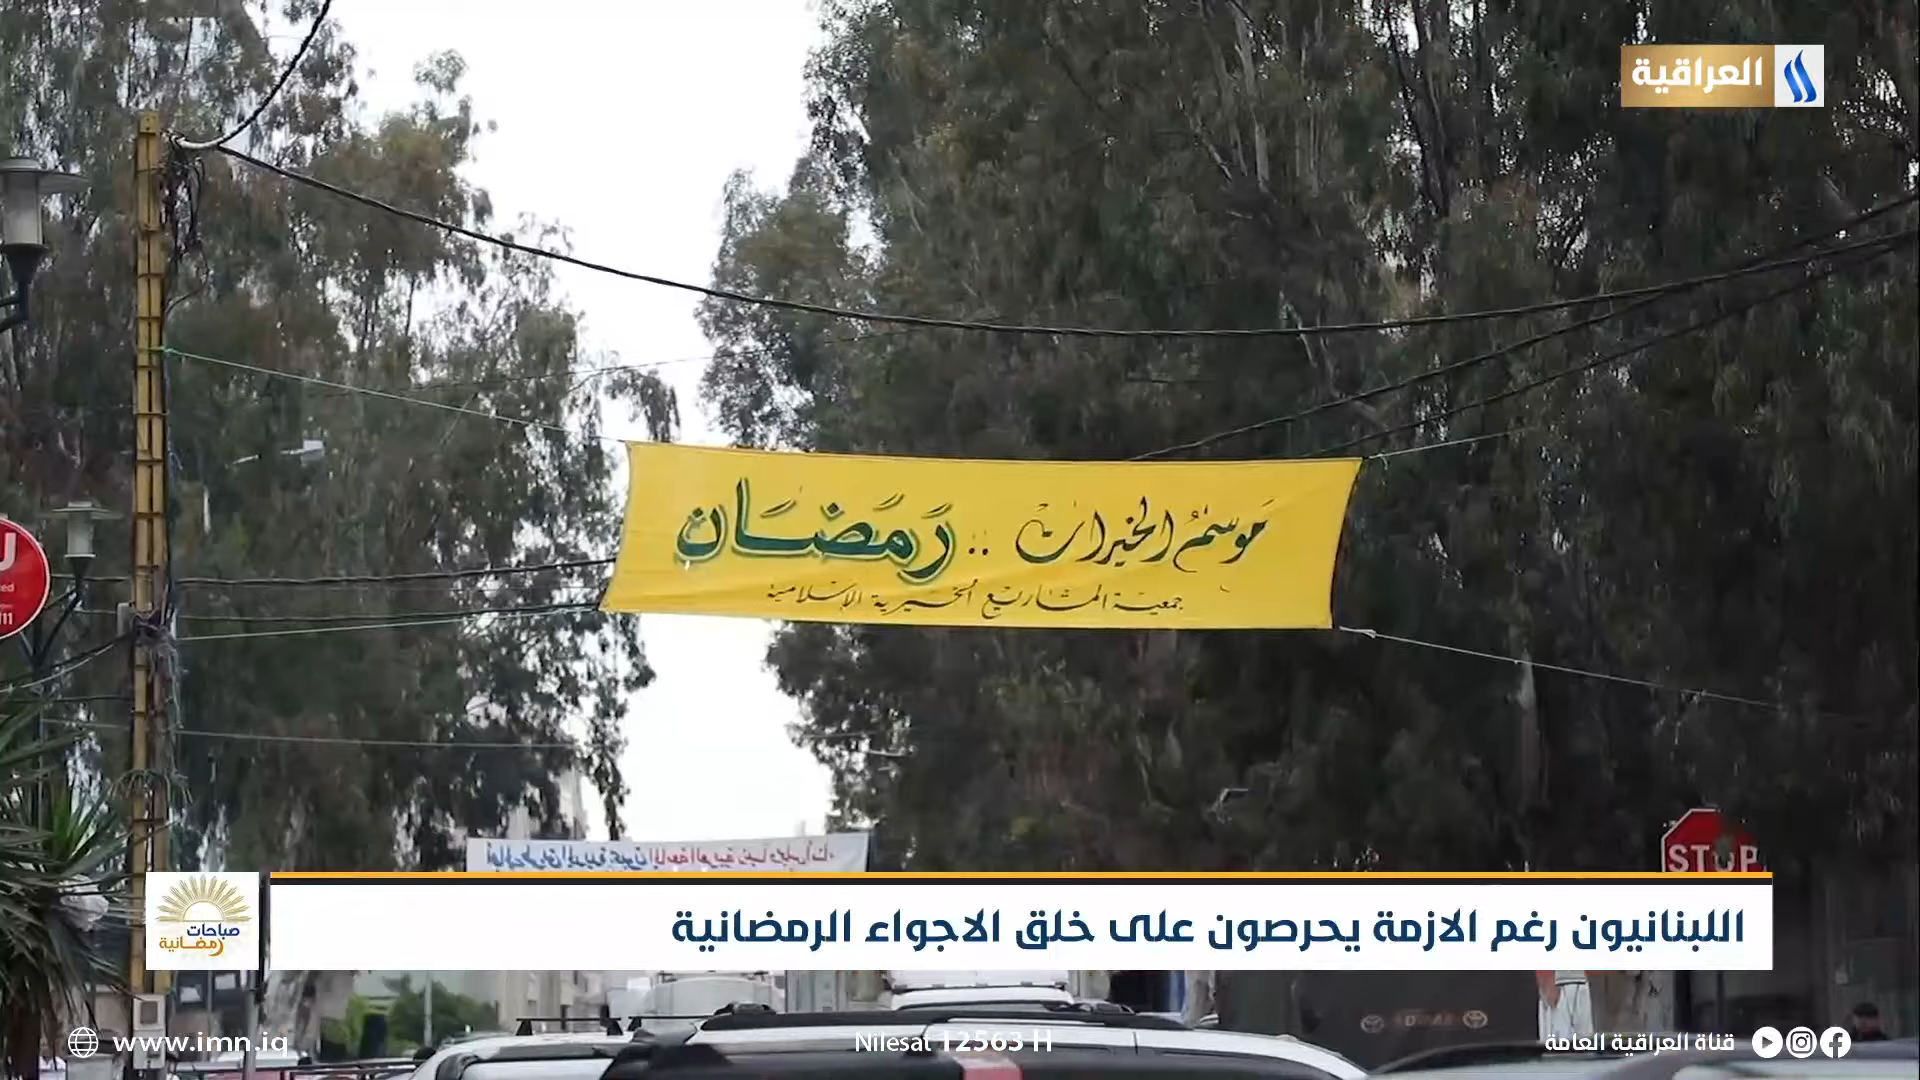 العراقية
موسم الخيرات .. رمضان
جمعية المشاريع الخيرية الإسلامية
STOP
صباحات
رمضانية
اللبنانيون رغم الازمة يحرصون على خلق الاجواء الرمضانية
www.imn.iq
Nilesat 12563 H
قناة العراقية العامة